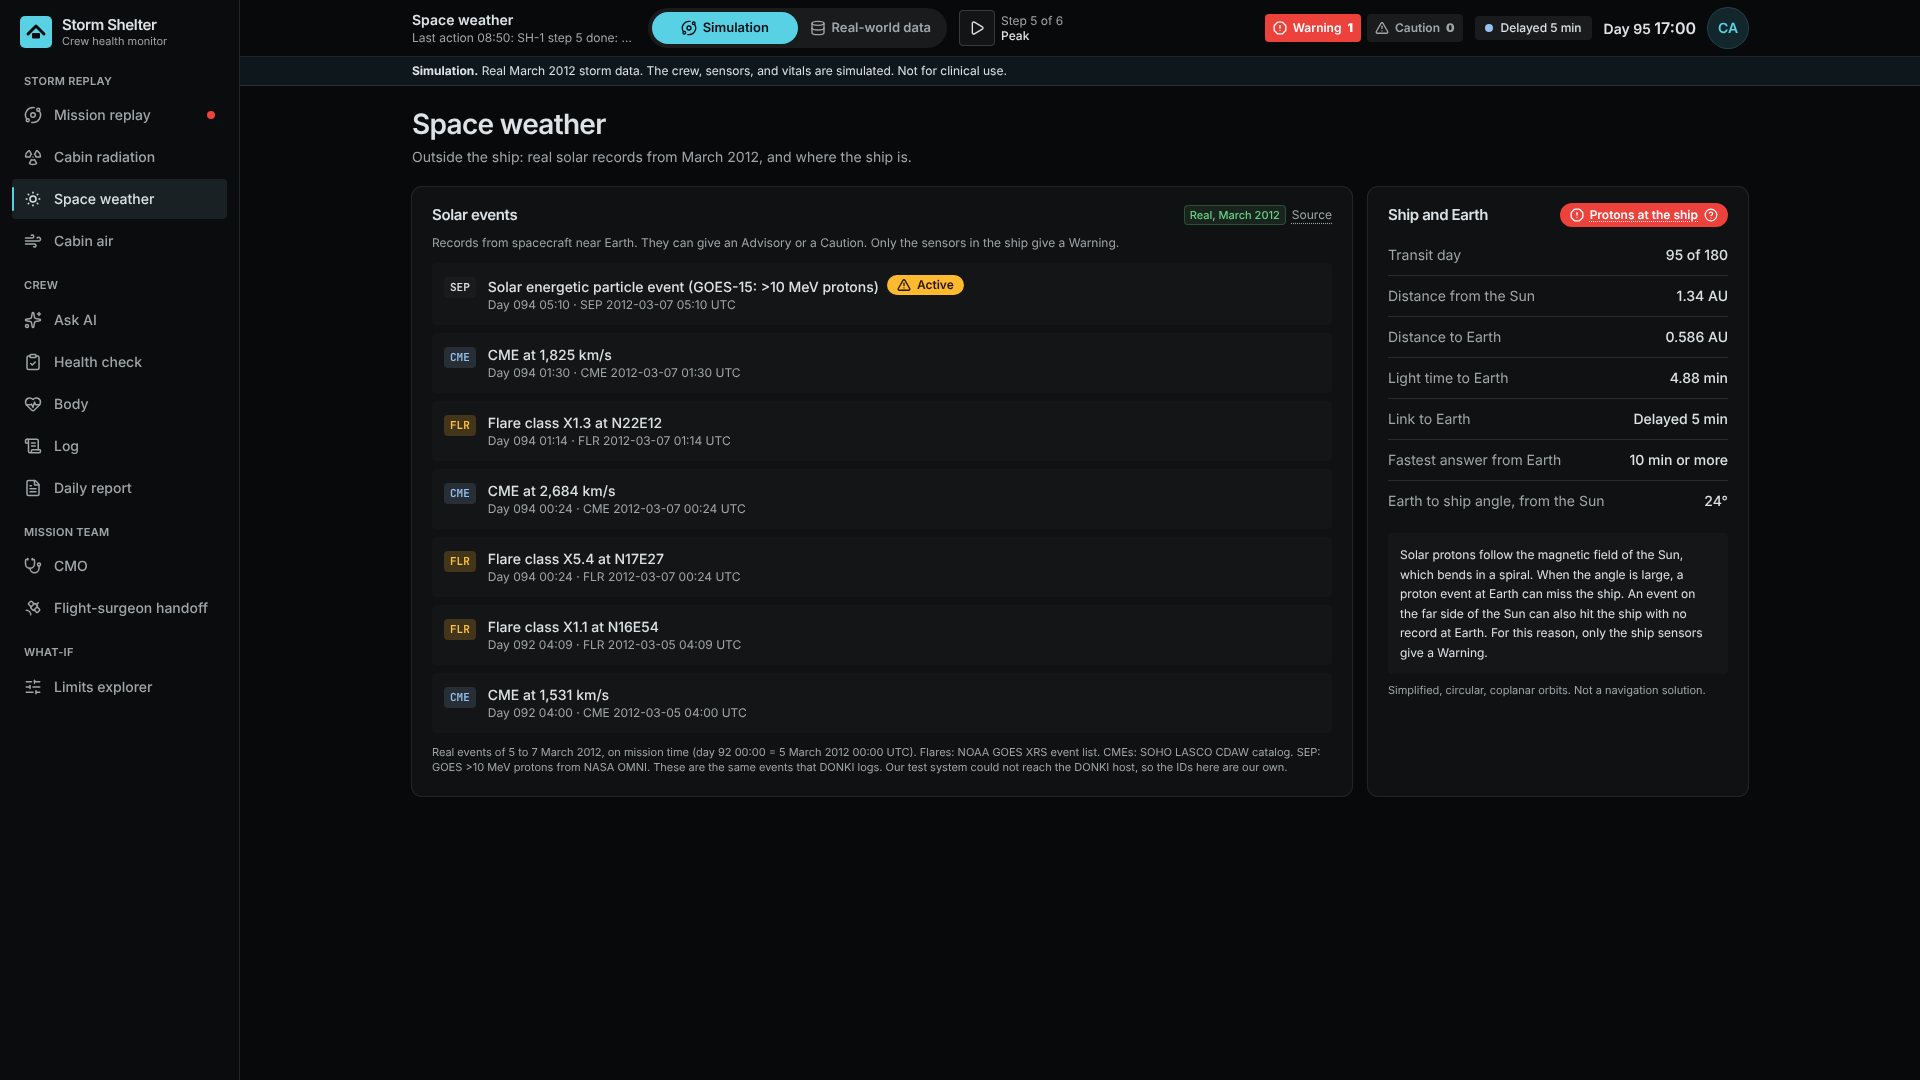 Storm Shelter
Crew health monitor
STORM REPLAY
Mission replay
Cabin radiation
Space weather
Cabin air
CREW
Ask AI
Health check
Body
Log
Daily report
MISSION TEAM
CMO
Flight-surgeon handoff
WHAT-IF
Limits explorer
Space weather
Last action 08:50: SH-1 step 5 done: ...
Simulation
Real-world data
Step 5 of 6
Peak
Warning 1
Caution 0
Delayed 5 min
Day 95 17:00
CA
Simulation. Real March 2012 storm data. The crew, sensors, and vitals are simulated. Not for clinical use.
Space weather
Outside the ship: real solar records from March 2012, and where the ship is.
Solar events
Real, March 2012
Source
Records from spacecraft near Earth. They can give an Advisory or a Caution. Only the sensors in the ship give a Warning.
SEP
Solar energetic particle event (GOES-15: >10 MeV protons)
Active
Day 094 05:10 · SEP 2012-03-07 05:10 UTC
CME
CME at 1,825 km/s
Day 094 01:30 · CME 2012-03-07 01:30 UTC
FLR
Flare class X1.3 at N22E12
Day 094 01:14 · FLR 2012-03-07 01:14 UTC
CME
CME at 2,684 km/s
Day 094 00:24 · CME 2012-03-07 00:24 UTC
FLR
Flare class X5.4 at N17E27
Day 094 00:24 · FLR 2012-03-07 00:24 UTC
FLR
Flare class X1.1 at N16E54
Day 092 04:09 · FLR 2012-03-05 04:09 UTC
CME
CME at 1,531 km/s
Day 092 04:00 · CME 2012-03-05 04:00 UTC
Real events of 5 to 7 March 2012, on mission time (day 92 00:00 = 5 March 2012 00:00 UTC). Flares: NOAA GOES XRS event list. CMEs: SOHO LASCO CDAW catalog. SEP:
GOES >10 MeV protons from NASA OMNI. These are the same events that DONKI logs. Our test system could not reach the DONKI host, so the IDs here are our own.
Ship and Earth
Protons at the ship
Transit day
95 of 180
Distance from the Sun
1.34 AU
Distance to Earth
0.586 AU
Light time to Earth
4.88 min
Link to Earth
Delayed 5 min
Fastest answer from Earth
10 min or more
Earth to ship angle, from the Sun
24°
Solar protons follow the magnetic field of the Sun,
which bends in a spiral. When the angle is large, a
proton event at Earth can miss the ship. An event on
the far side of the Sun can also hit the ship with no
record at Earth. For this reason, only the ship sensors
give a Warning.
Simplified, circular, coplanar orbits. Not a navigation solution.